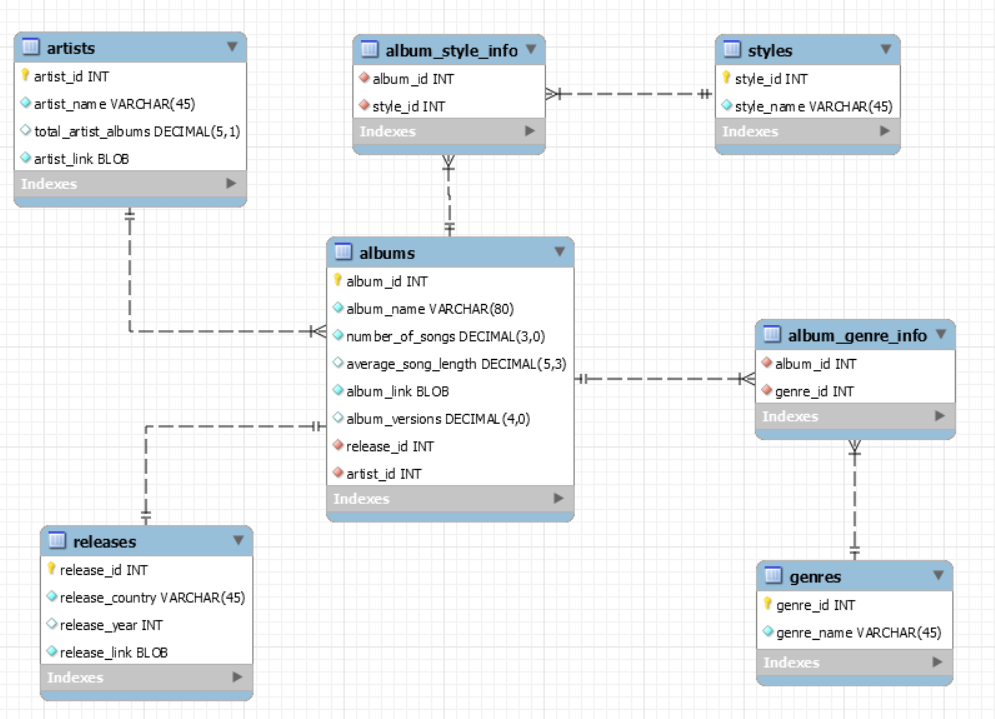 artists
artist_id INT
artist_name VARCHAR(45)
total_artist_albums DECIMAL(5,1)
artist_link BLOB
Indexes
album_style_info
album_id INT
style_id INT
Indexes
styles
style_id INT
style_name VARCHAR(45)
Indexes
albums
album_id INT
album_name VARCHAR(80)
number_of_songs DECIMAL(3,0)
average_song_length DECIMAL(5,3)
album_link BLOB
album_versions DECIMAL(4,0)
release_id INT
artist_id INT
Indexes
album_genre_info
album_id INT
genre_id INT
Indexes
releases
release_id INT
release_country VARCHAR(45)
release_year INT
release_link BLOB
Indexes
genres
genre_id INT
genre_name VARCHAR(45)
Indexes